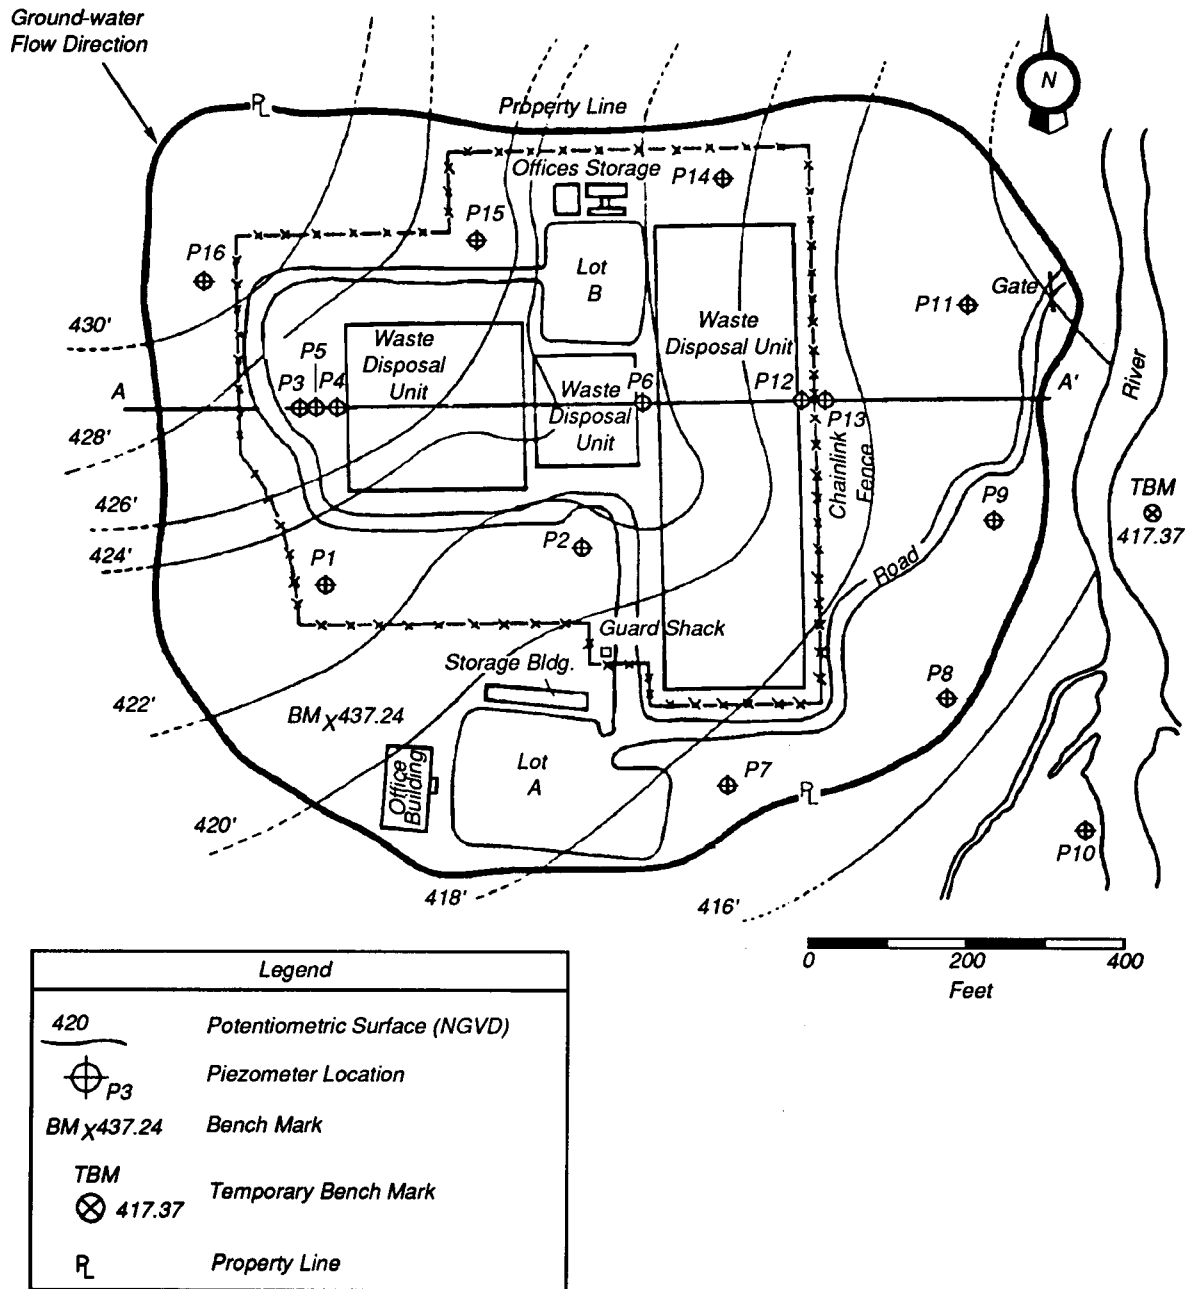 Ground-water
Flow Direction
PL
Property Line
N
Offices Storage
P14
P15
P16
Lot
B
Gate
P11
430'
Waste
Disposal
Unit
Waste
Disposal Unit
P5
P3
P4
A
Waste
Disposal
Unit
P6
P12
P13
A'
River
428'
Chainlink
Fence
P9
TBM
417.37
426'
424'
P1
P2
Road
Guard Shack
Storage Bldg.
P8
422'
BM X 437.24
Office
Building
Lot
A
P7
PL
420'
P10
418'
416'
0 200 400
Feet
Legend
420 Potentiometric Surface (NGVD)
P3 Piezometer Location
BM X 437.24 Bench Mark
TBM
417.37 Temporary Bench Mark
PL Property Line